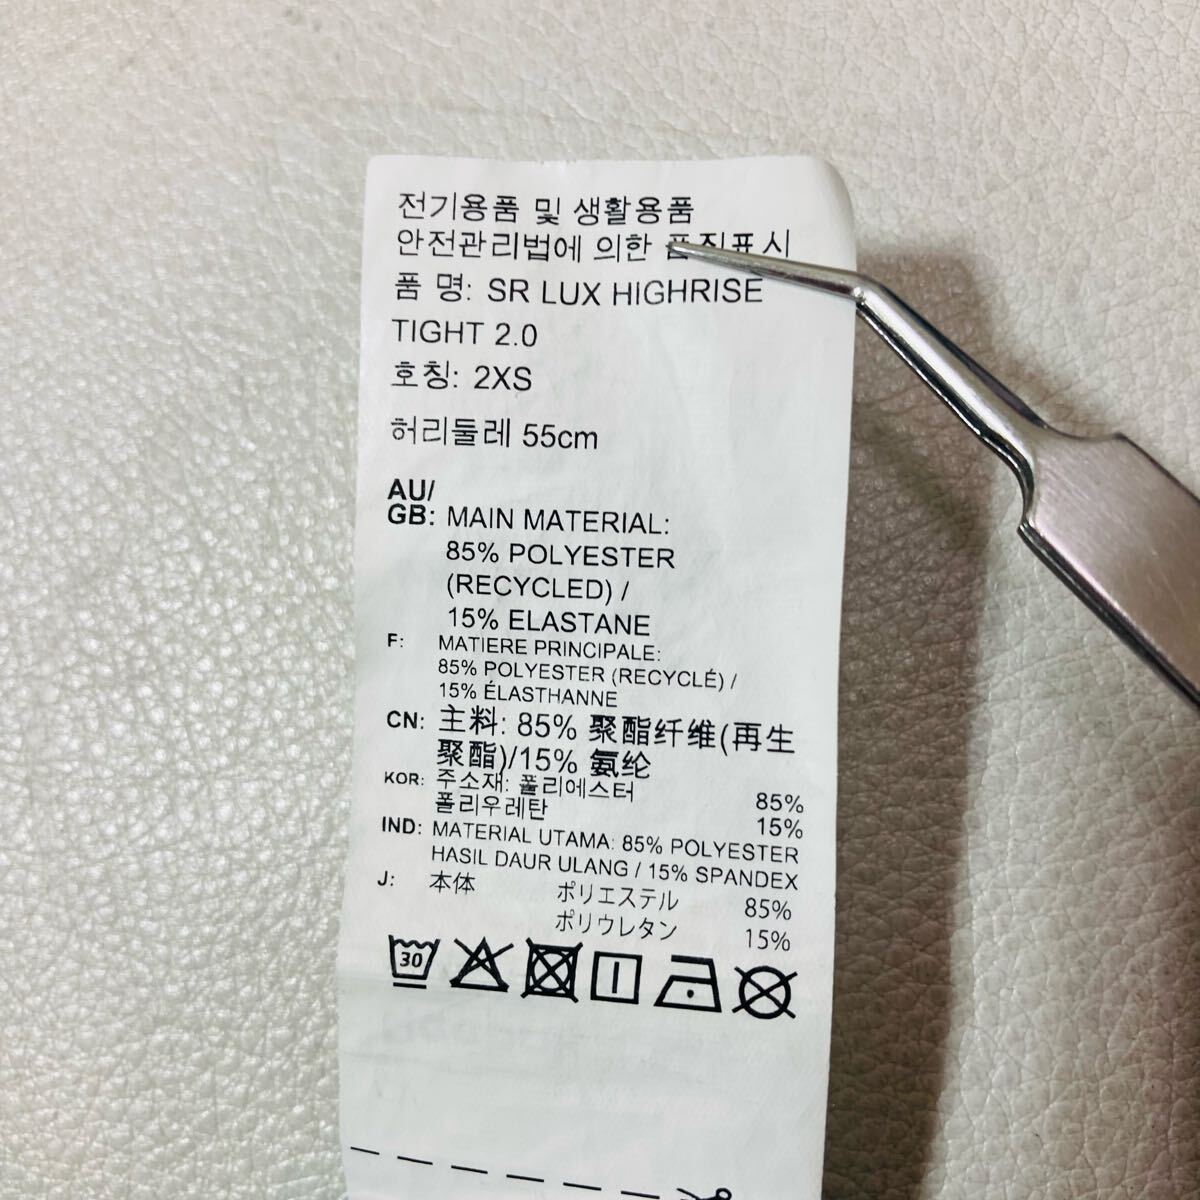 전기용품 및 생활용품
안전관리법에 의한 품질표시
품 명: SR LUX HIGHRISE
TIGHT 2.0
호칭: 2XS
허리둘레 55cm
AU/
GB: MAIN MATERIAL:
85% POLYESTER
(RECYCLED) /
15% ELASTANE
F: MATIERE PRINCIPALE:
85% POLYESTER (RECYCLÉ) /
15% ÉLASTHANNE
CN: 主料: 85% 聚酯纤维(再生
聚酯)/15% 氨纶
KOR: 주소재: 폴리에스터 85%
폴리우레탄 15%
IND: MATERIAL UTAMA: 85% POLYESTER
HASIL DAUR ULANG / 15% SPANDEX
J: 本体 ポリエステル 85%
ポリウレタン 15%
30